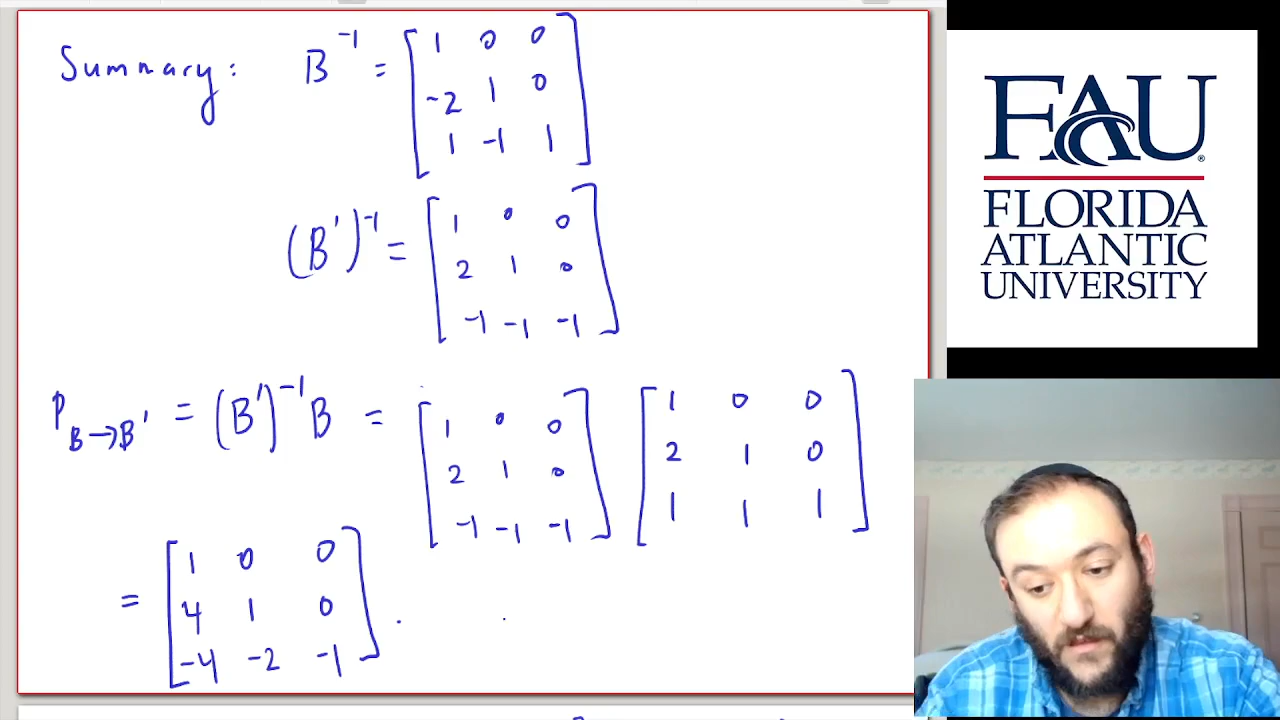 Summary: B⁻¹ = [1 0 0
-2 1 0
1 -1 1]
(B')⁻¹ = [1 0 0
2 1 0
-1 -1 -1]
P_{B→B'} = (B')⁻¹B = [1 0 0; 2 1 0; -1 -1 -1] [1 0 0; 2 1 0; 1 1 1]
= [1 0 0
4 1 0
-4 -2 -1].
FAU®
FLORIDA
ATLANTIC
UNIVERSITY